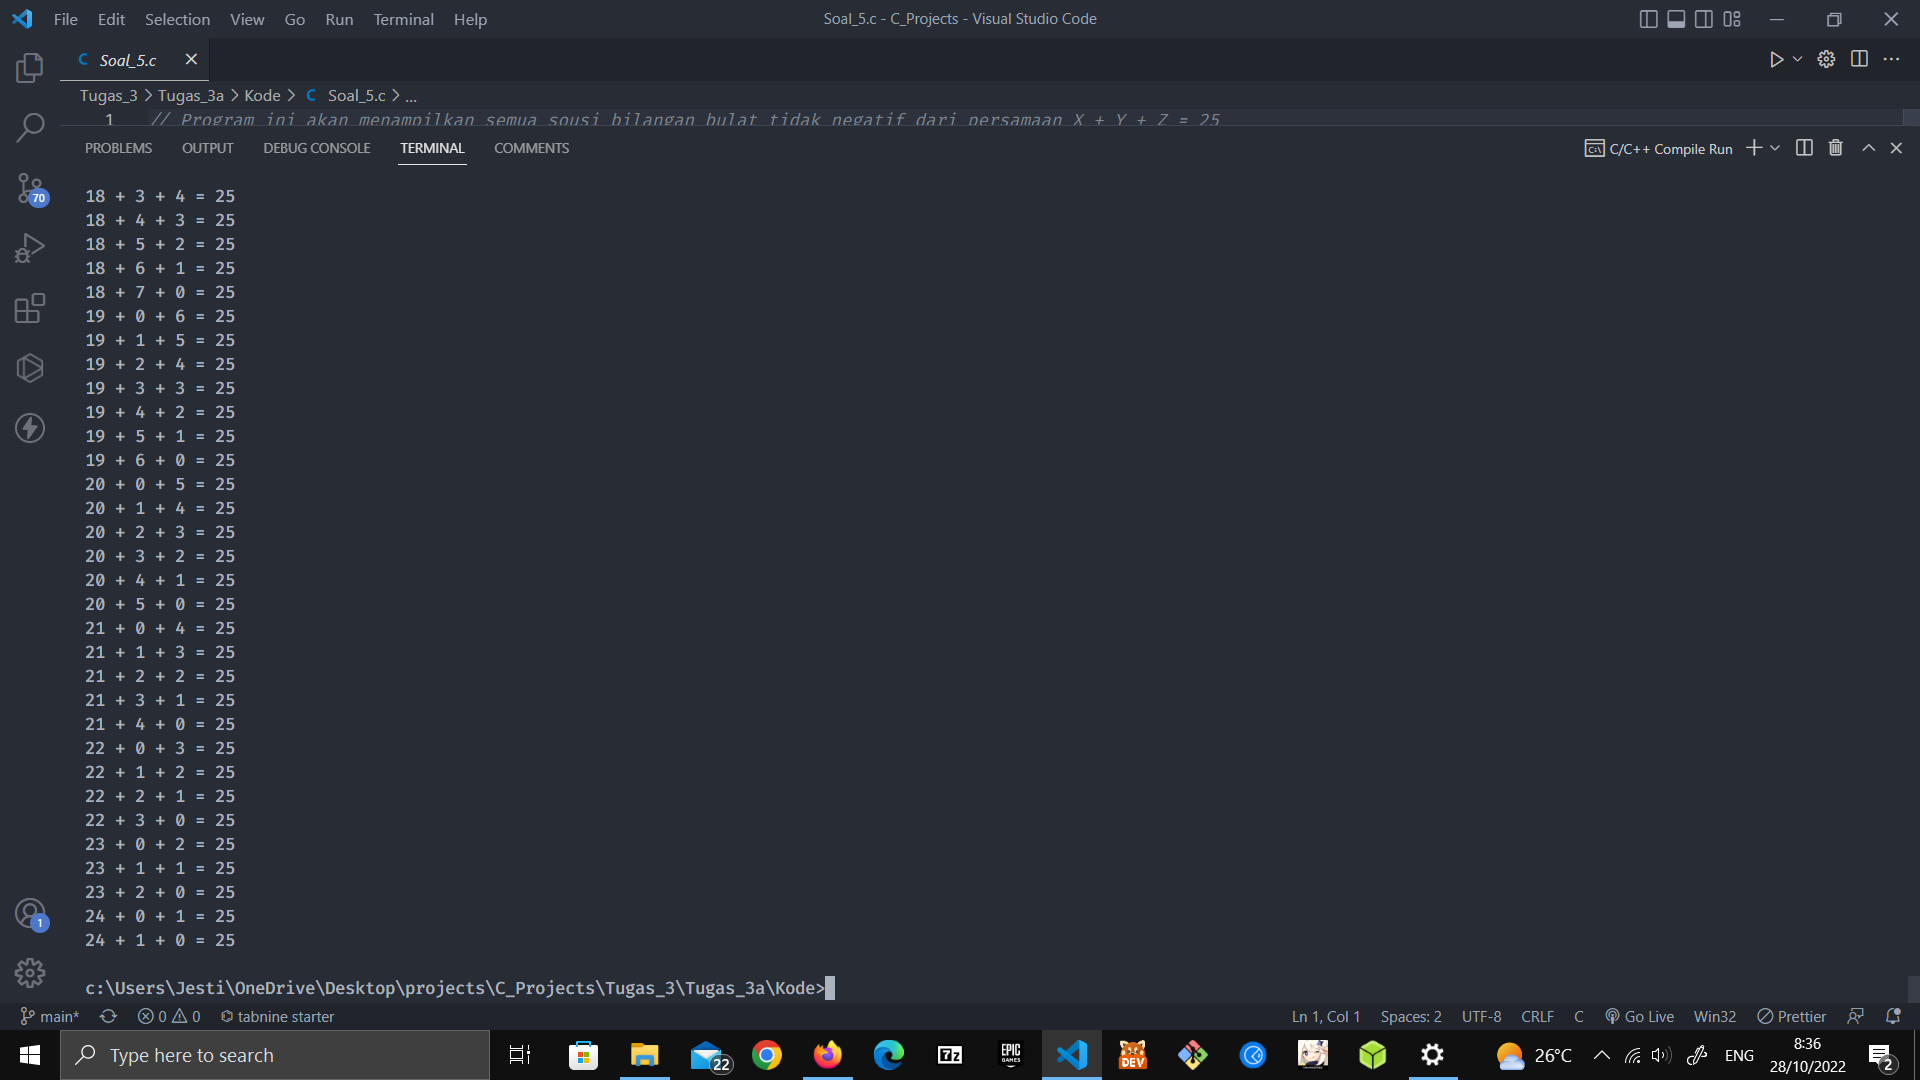 File Edit Selection View Go Run Terminal Help
Soal_5.c - C_Projects - Visual Studio Code
C Soal_5.c
Tugas_3 > Tugas_3a > Kode > C Soal_5.c > ...
1 // Program ini akan menampilkan semua sousi bilangan bulat tidak negatif dari persamaan X + Y + Z = 25
PROBLEMS OUTPUT DEBUG CONSOLE TERMINAL COMMENTS
C/C++ Compile Run
18 + 3 + 4 = 25
18 + 4 + 3 = 25
18 + 5 + 2 = 25
18 + 6 + 1 = 25
18 + 7 + 0 = 25
19 + 0 + 6 = 25
19 + 1 + 5 = 25
19 + 2 + 4 = 25
19 + 3 + 3 = 25
19 + 4 + 2 = 25
19 + 5 + 1 = 25
19 + 6 + 0 = 25
20 + 0 + 5 = 25
20 + 1 + 4 = 25
20 + 2 + 3 = 25
20 + 3 + 2 = 25
20 + 4 + 1 = 25
20 + 5 + 0 = 25
21 + 0 + 4 = 25
21 + 1 + 3 = 25
21 + 2 + 2 = 25
21 + 3 + 1 = 25
21 + 4 + 0 = 25
22 + 0 + 3 = 25
22 + 1 + 2 = 25
22 + 2 + 1 = 25
22 + 3 + 0 = 25
23 + 0 + 2 = 25
23 + 1 + 1 = 25
23 + 2 + 0 = 25
24 + 0 + 1 = 25
24 + 1 + 0 = 25
c:\Users\Jesti\OneDrive\Desktop\projects\C_Projects\Tugas_3\Tugas_3a\Kode>
70
1
main* 0 0 tabnine starter
Ln 1, Col 1 Spaces: 2 UTF-8 CRLF C Go Live Win32 Prettier
Type here to search
22
7z
EPIC GAMES
DEV
26°C
ENG
8:36
28/10/2022
2